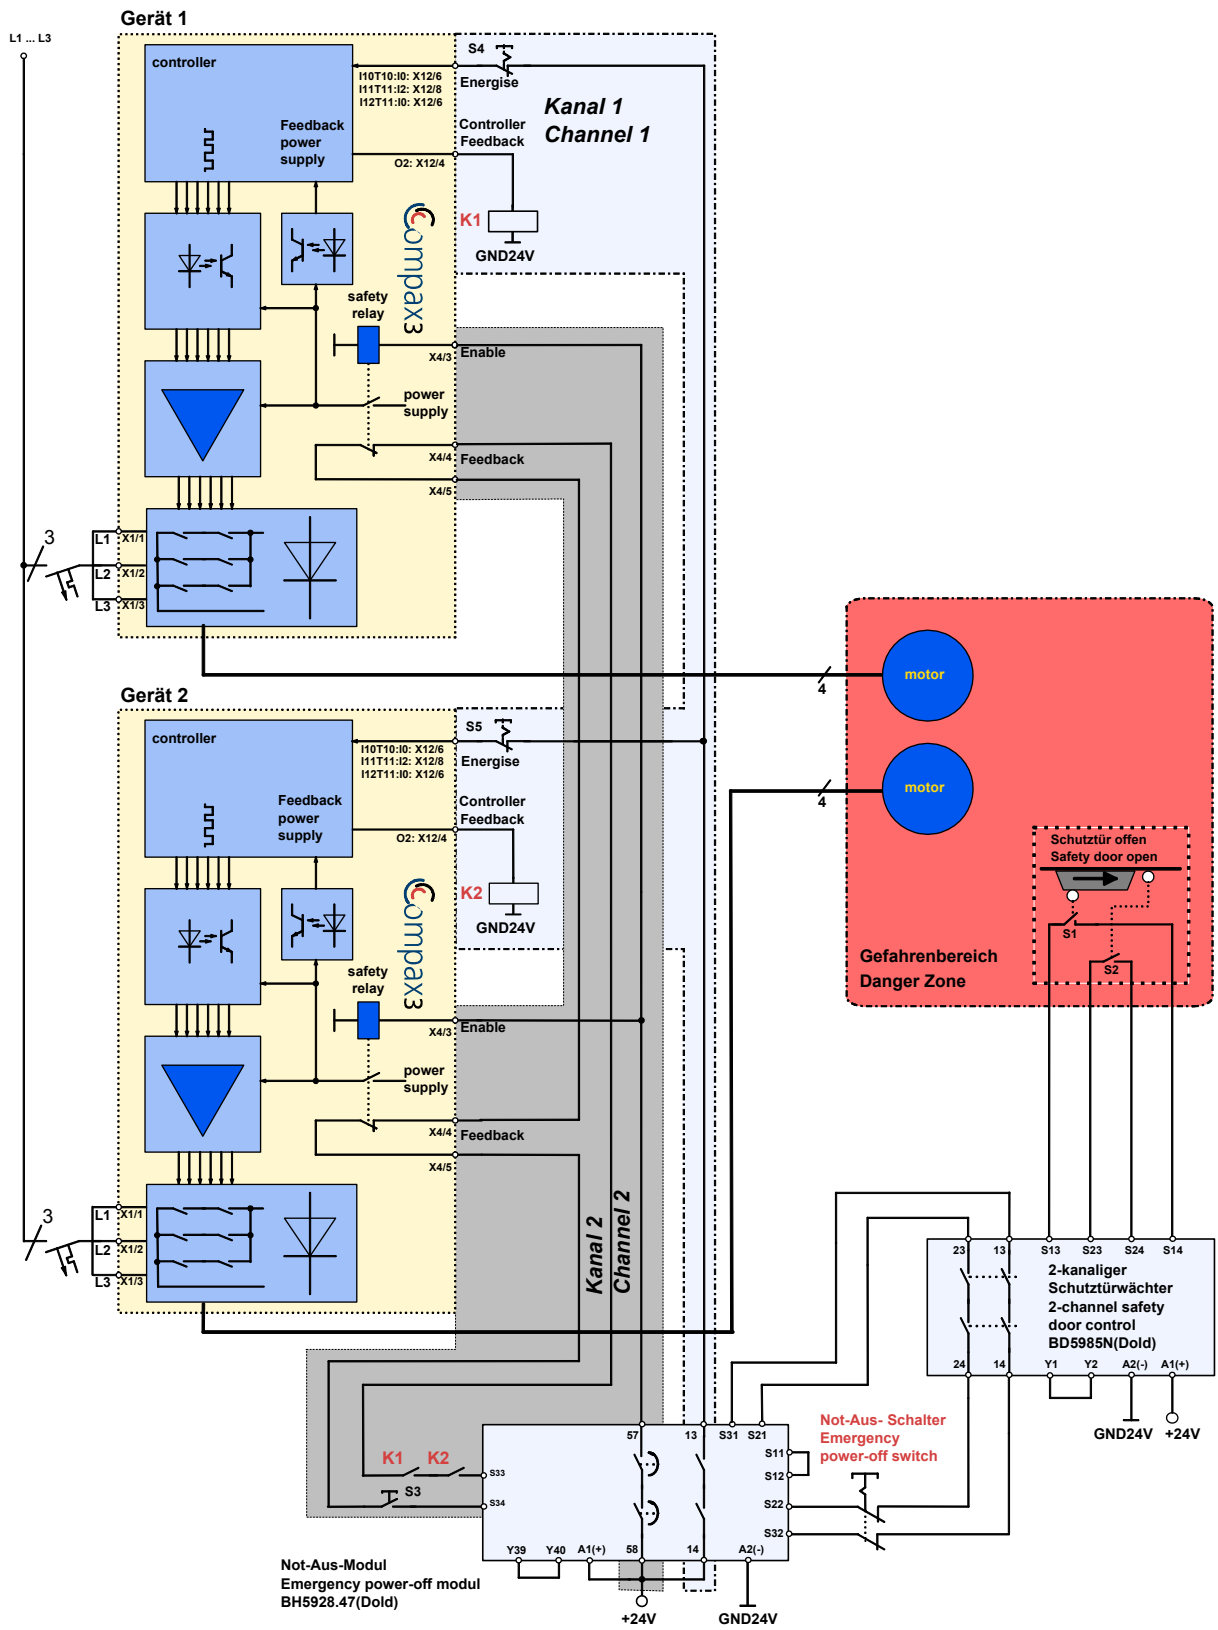 Gerät 1
L1 ... L3
controller
Feedback
power
supply
I10T10:I0: X12/6
I11T11:I2: X12/8
I12T11:I0: X12/6
S4
Energise
Kanal 1
Channel 1
Controller
Feedback
O2: X12/4
K1
GND24V
Compax3
safety
relay
X4/3
Enable
power
supply
X4/4
Feedback
X4/5
3
L1
X1/1
L2
X1/2
L3
X1/3
4
motor
Gerät 2
controller
Feedback
power
supply
I10T10:I0: X12/6
I11T11:I2: X12/8
I12T11:I0: X12/6
S5
Energise
Controller
Feedback
O2: X12/4
K2
GND24V
Compax3
safety
relay
X4/3
Enable
power
supply
X4/4
Feedback
X4/5
3
L1
X1/1
L2
X1/2
L3
X1/3
4
motor
Schutztür offen
Safety door open
S1
S2
Gefahrenbereich
Danger Zone
Kanal 2
Channel 2
23
13
S13
S23
S24
S14
2-kanaliger
Schutztürwächter
2-channel safety
door control
BD5985N(Dold)
24
14
Y1
Y2
A2(-)
A1(+)
GND24V
+24V
Not-Aus- Schalter
Emergency
power-off switch
57
13
S31
S21
S11
S12
S22
S32
K1
K2
S33
S3
S34
Y39
Y40
A1(+)
58
14
A2(-)
Not-Aus-Modul
Emergency power-off modul
BH5928.47(Dold)
+24V
GND24V